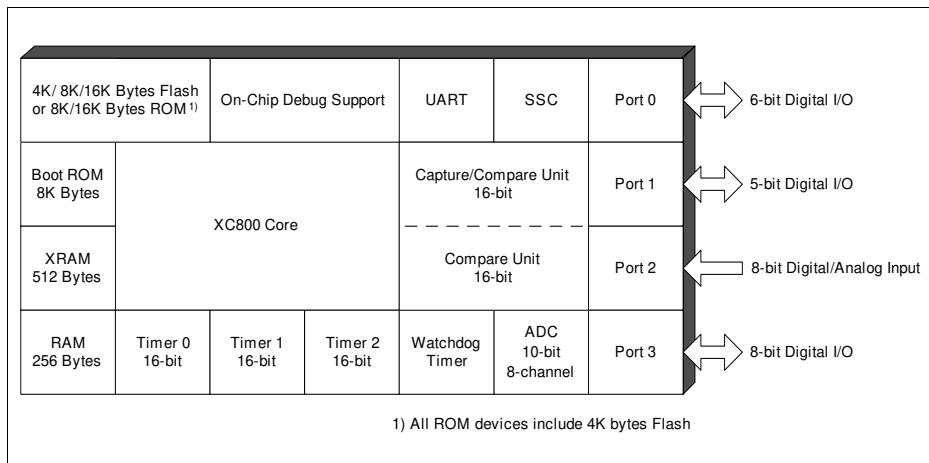 4K/ 8K/16K Bytes Flash
or 8K/16K Bytes ROM1)
On-Chip Debug Support
UART
SSC
Port 0
6-bit Digital I/O
Boot ROM
8K Bytes
XC800 Core
Capture/Compare Unit
16-bit
Port 1
5-bit Digital I/O
XRAM
512 Bytes
Compare Unit
16-bit
Port 2
8-bit Digital/Analog Input
RAM
256 Bytes
Timer 0
16-bit
Timer 1
16-bit
Timer 2
16-bit
Watchdog
Timer
ADC
10-bit
8-channel
Port 3
8-bit Digital I/O
1) All ROM devices include 4K bytes Flash